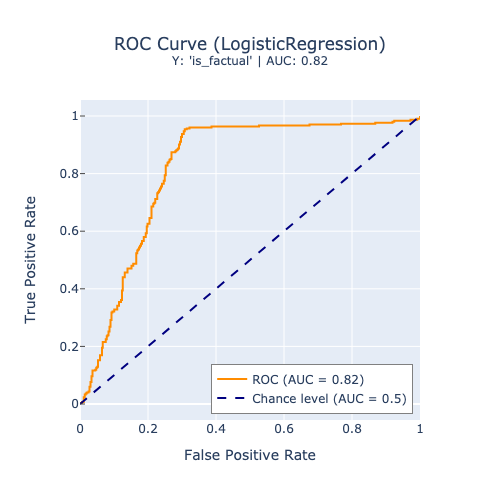 ROC Curve (LogisticRegression)
Y: 'is_factual' | AUC: 0.82
True Positive Rate
1
0.8
0.6
0.4
0.2
0
ROC (AUC = 0.82)
Chance level (AUC = 0.5)
0 0.2 0.4 0.6 0.8 1
False Positive Rate